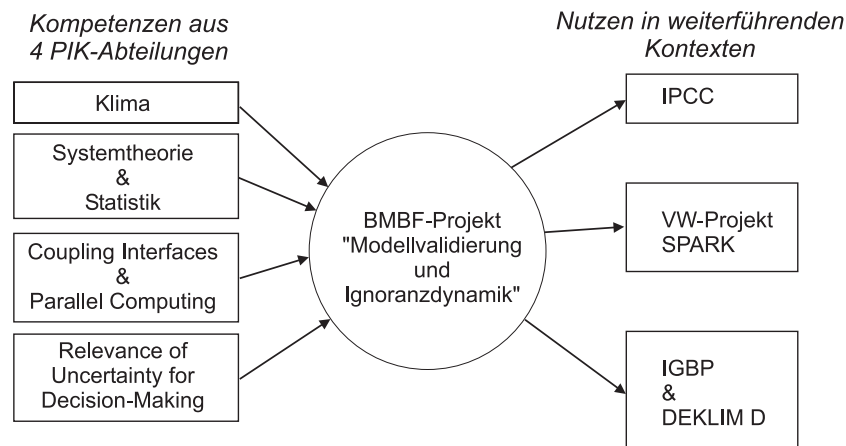 Kompetenzen aus
4 PIK-Abteilungen
Klima
Systemtheorie
&
Statistik
Coupling Interfaces
&
Parallel Computing
Relevance of
Uncertainty for
Decision-Making
BMBF-Projekt
"Modellvalidierung
und
Ignoranzdynamik"
Nutzen in weiterführenden
Kontexten
IPCC
VW-Projekt
SPARK
IGBP
&
DEKLIM D